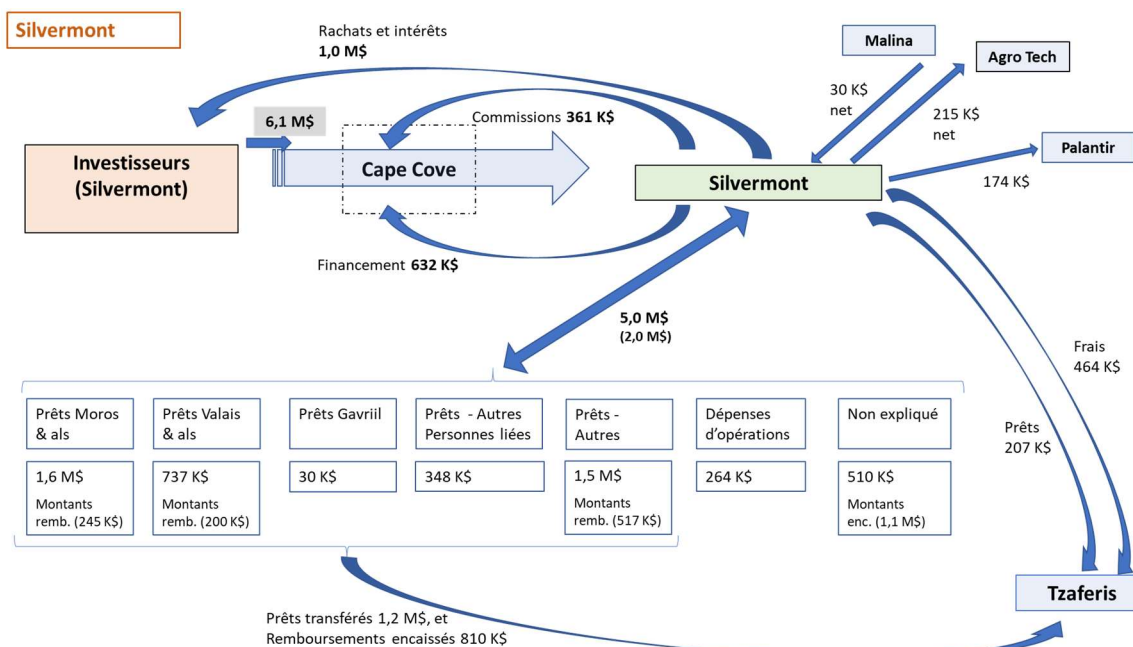 Silvermont
Rachats et intérêts
1,0 M$
Malina
Agro Tech
30 K$
net
215 K$
net
6,1 M$
Commissions 361 K$
Palantir
Investisseurs
(Silvermont)
Cape Cove
Silvermont
174 K$
Financement 632 K$
5,0 M$
(2,0 M$)
Frais
464 K$
Prêts
207 K$
Prêts Moros
& als
Prêts Valais
& als
Prêts Gavriil
Prêts - Autres
Personnes liées
Prêts -
Autres
Dépenses
d'opérations
Non expliqué
1,6 M$
Montants
remb. (245 K$)
737 K$
Montants
remb. (200 K$)
30 K$
348 K$
1,5 M$
Montants
remb. (517 K$)
264 K$
510 K$
Montants
enc. (1,1 M$)
Tzaferis
Prêts transférés 1,2 M$, et
Remboursements encaissés 810 K$